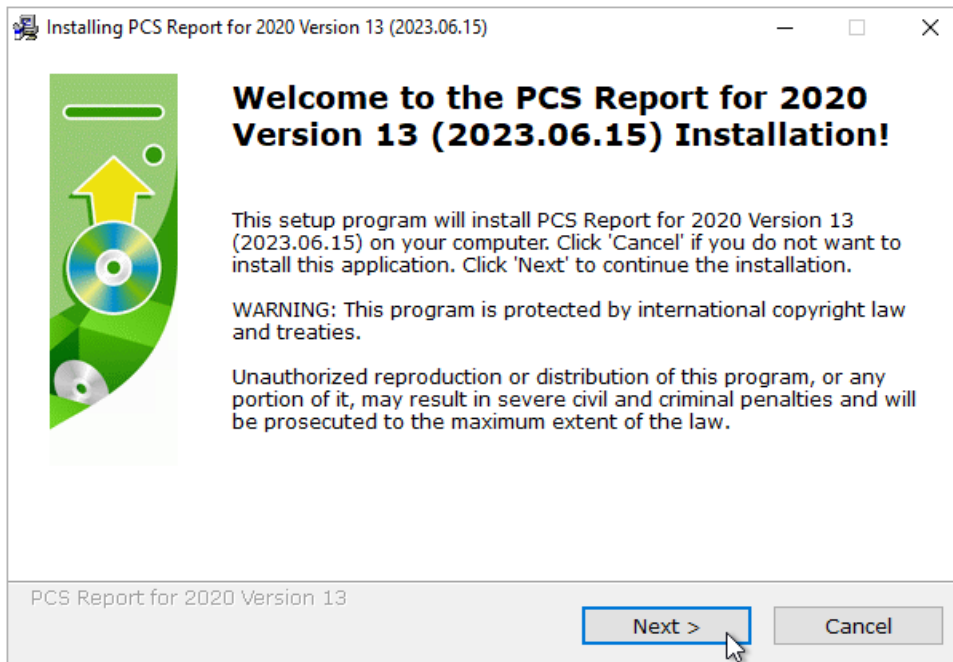 Installing PCS Report for 2020 Version 13 (2023.06.15)
Welcome to the PCS Report for 2020
Version 13 (2023.06.15) Installation!
This setup program will install PCS Report for 2020 Version 13
(2023.06.15) on your computer. Click 'Cancel' if you do not want to
install this application. Click 'Next' to continue the installation.
WARNING: This program is protected by international copyright law
and treaties.
Unauthorized reproduction or distribution of this program, or any
portion of it, may result in severe civil and criminal penalties and will
be prosecuted to the maximum extent of the law.
PCS Report for 2020 Version 13
Next >
Cancel